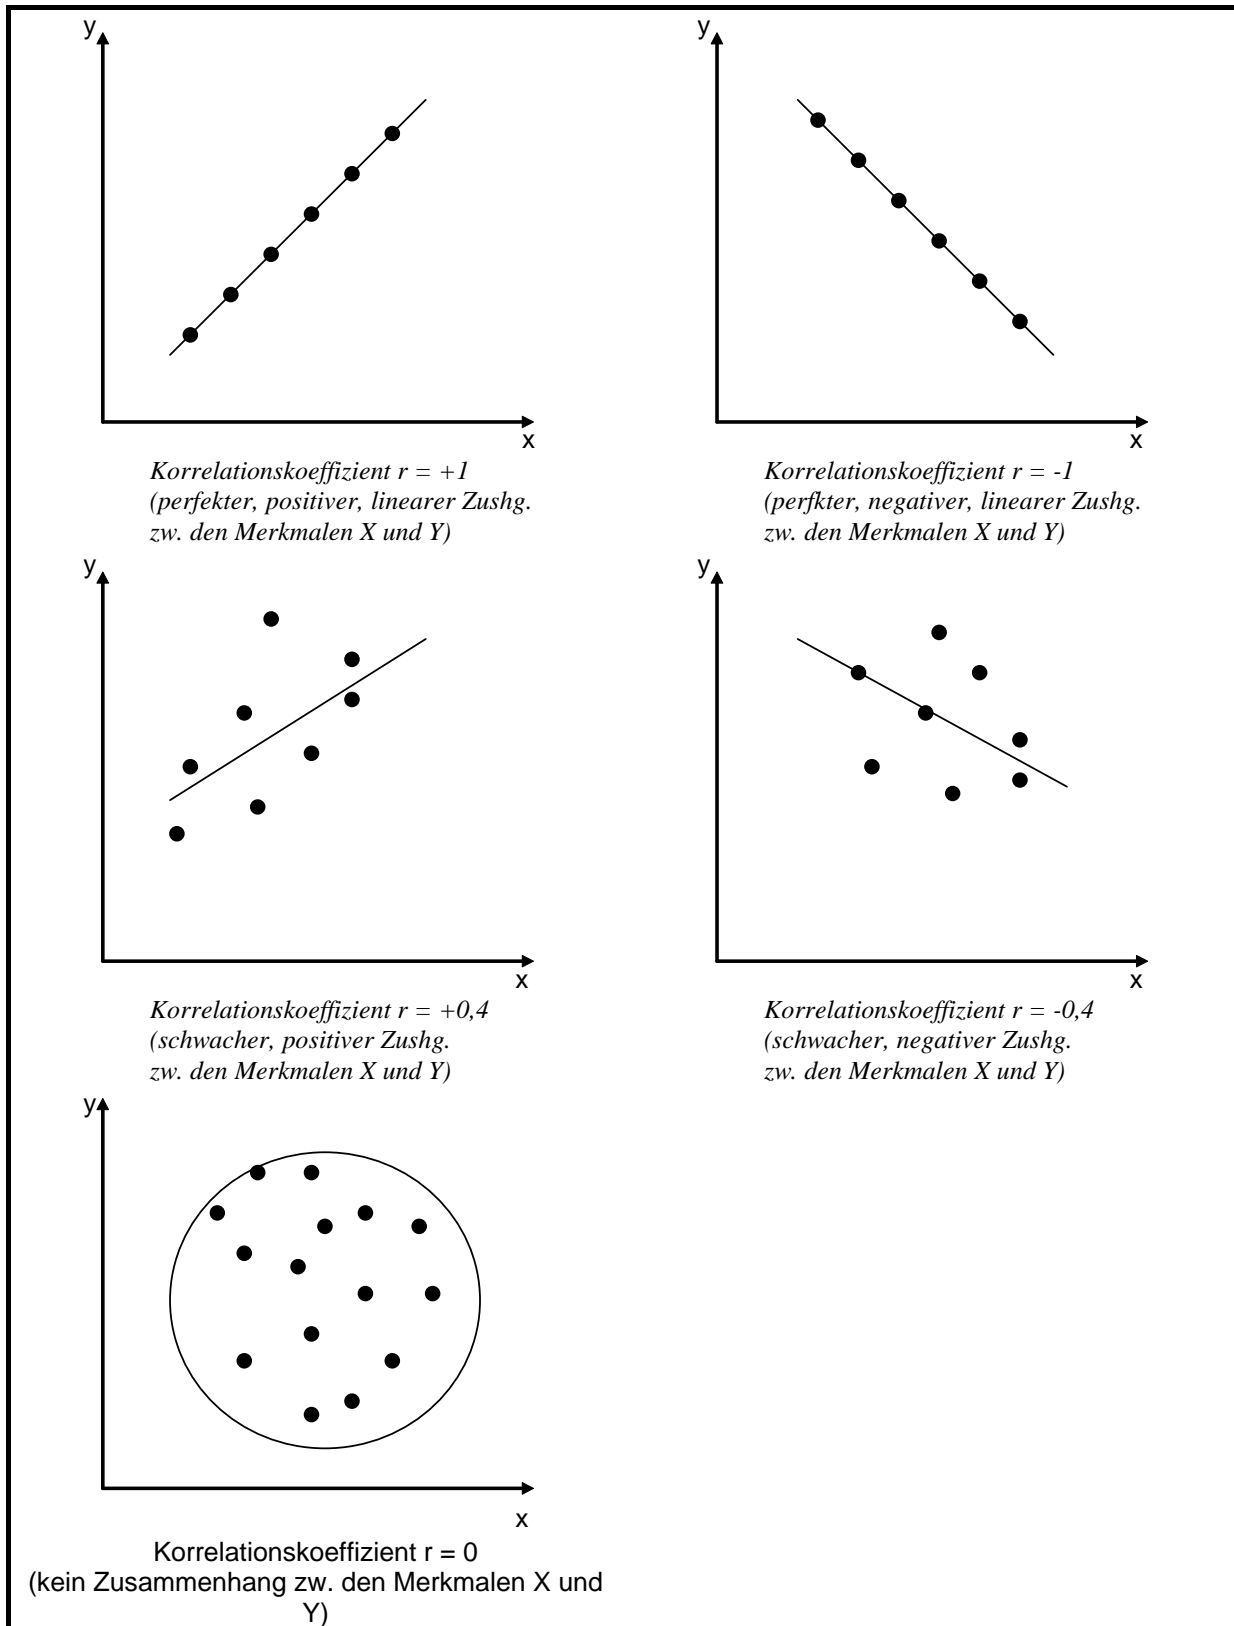 y
x
Korrelationskoeffizient r = +1
(perfekter, positiver, linearer Zushg.
zw. den Merkmalen X und Y)
y
x
Korrelationskoeffizient r = -1
(perfkter, negativer, linearer Zushg.
zw. den Merkmalen X und Y)
y
x
Korrelationskoeffizient r = +0,4
(schwacher, positiver Zushg.
zw. den Merkmalen X und Y)
y
x
Korrelationskoeffizient r = -0,4
(schwacher, negativer Zushg.
zw. den Merkmalen X und Y)
y
x
Korrelationskoeffizient r = 0
(kein Zusammenhang zw. den Merkmalen X und
Y)